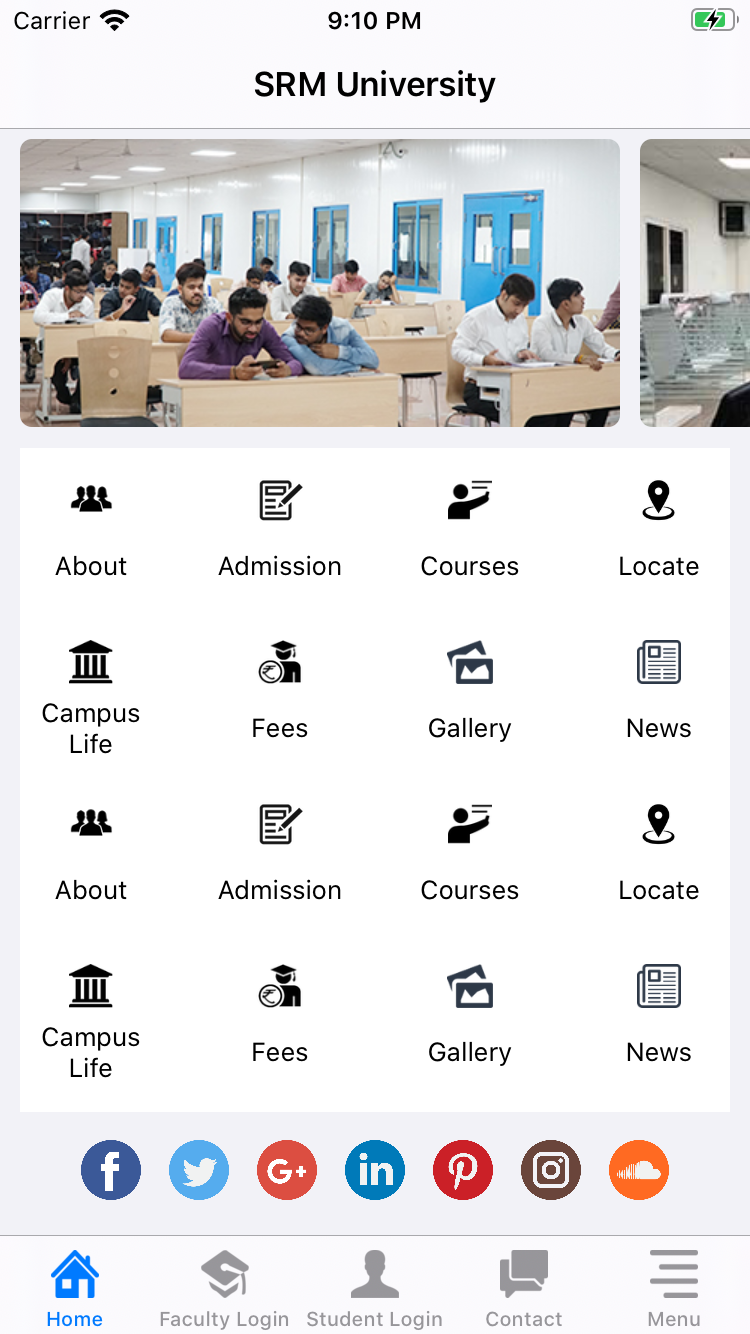 Carrier 9:10 PM
SRM University
About Admission Courses Locate
Campus Life Fees Gallery News
About Admission Courses Locate
Campus Life Fees Gallery News
f G+ in
Home Faculty Login Student Login Contact Menu